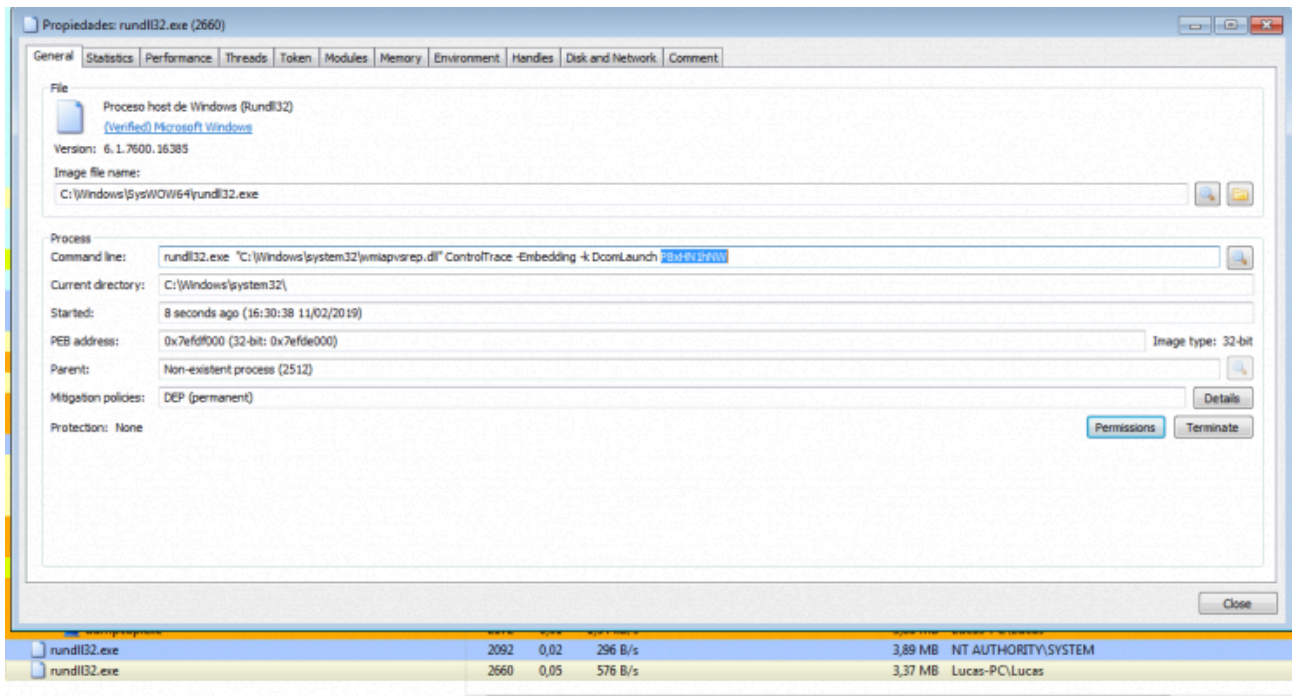 Propiedades: rundll32.exe (2660)
General Statistics Performance Threads Token Modules Memory Environment Handles Disk and Network Comment
File
Proceso host de Windows (Rundll32)
(Verified) Microsoft Windows
Version: 6.1.7600.16385
Image file name:
C:\Windows\SysWOW64\rundll32.exe
Process
Command line: rundll32.exe "C:\Windows\system32\wmiapvsrep.dll" ControlTrace -Embedding -k DcomLaunch P8xHN1hNW
Current directory: C:\Windows\system32\
Started: 8 seconds ago (16:30:38 11/02/2019)
PEB address: 0x7efdf000 (32-bit: 0x7efde000) Image type: 32-bit
Parent: Non-existent process (2512)
Mitigation policies: DEP (permanent) Details
Protection: None Permissions Terminate
Close
rundll32.exe 2092 0,02 296 B/s 3,89 MB NT AUTHORITY\SYSTEM
rundll32.exe 2660 0,05 576 B/s 3,37 MB Lucas-PC\Lucas